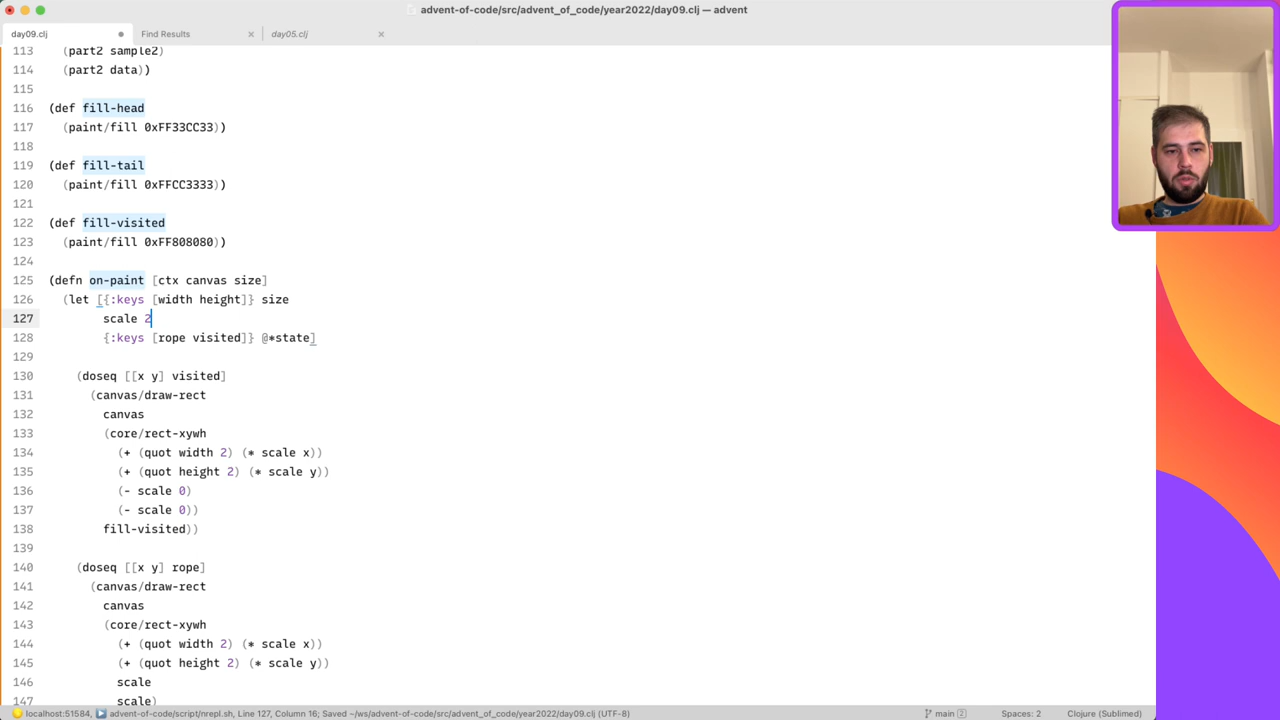 advent-of-code/src/advent_of_code/year2022/day09.clj — advent
day09.clj
Find Results
day05.clj
113 (part2 sample2)
114 (part2 data))
115
116 (def fill-head
117 (paint/fill 0xFF33CC33))
118
119 (def fill-tail
120 (paint/fill 0xFFCC3333))
121
122 (def fill-visited
123 (paint/fill 0xFF808080))
124
125 (defn on-paint [ctx canvas size]
126 (let [{:keys [width height]} size
127 scale 2
128 {:keys [rope visited]} @*state]
129
130 (doseq [[x y] visited]
131 (canvas/draw-rect
132 canvas
133 (core/rect-xywh
134 (+ (quot width 2) (* scale x))
135 (+ (quot height 2) (* scale y))
136 (- scale 0)
137 (- scale 0))
138 fill-visited))
139
140 (doseq [[x y] rope]
141 (canvas/draw-rect
142 canvas
143 (core/rect-xywh
144 (+ (quot width 2) (* scale x))
145 (+ (quot height 2) (* scale y))
146 scale
147 scale)
localhost:51584, advent-of-code/script/nrepl.sh, Line 127, Column 16; Saved ~/ws/advent-of-code/src/advent_of_code/year2022/day09.clj (UTF-8)
main 2
Spaces: 2
Clojure (Sublimed)